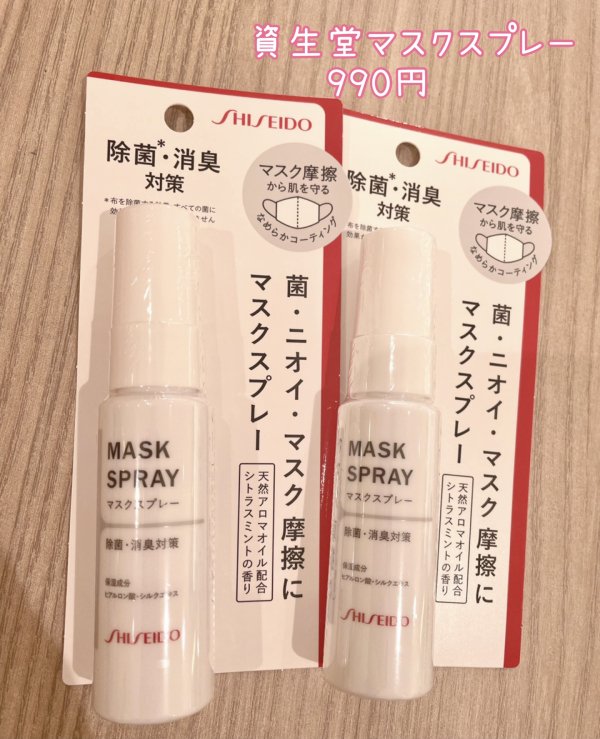 資生堂マスクスプレー
990円
SHISEIDO
除菌*・消臭
対策
マスク摩擦
から肌を守る
なめらかコーティング
菌・ニオイ・マスク摩擦に
マスクスプレー
天然アロマオイル配合
シトラスミントの香り
MASK
SPRAY
マスクスプレー
除菌・消臭対策
保湿成分
ヒアルロン酸・シルクエキス
SHISEIDO
SHISEIDO
除菌*・消臭
対策
マスク摩擦
から肌を守る
なめらかコーティング
菌・ニオイ・マスク摩擦に
マスクスプレー
天然アロマオイル配合
シトラスミントの香り
MASK
SPRAY
マスクスプレー
除菌・消臭対策
保湿成分
ヒアルロン酸・シルクエキス
SHISEIDO